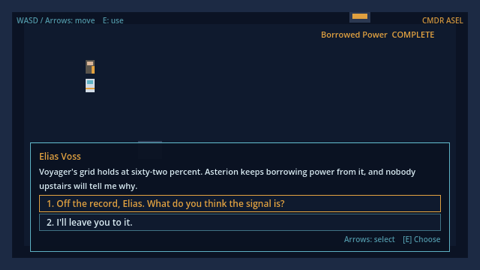 WASD / Arrows: move   E: use
CMDR ASEL
Borrowed Power  COMPLETE
Elias Voss
Voyager's grid holds at sixty-two percent. Asterion keeps borrowing power from it, and nobody
upstairs will tell me why.
1. Off the record, Elias. What do you think the signal is?
2. I'll leave you to it.
Arrows: select   [E] Choose